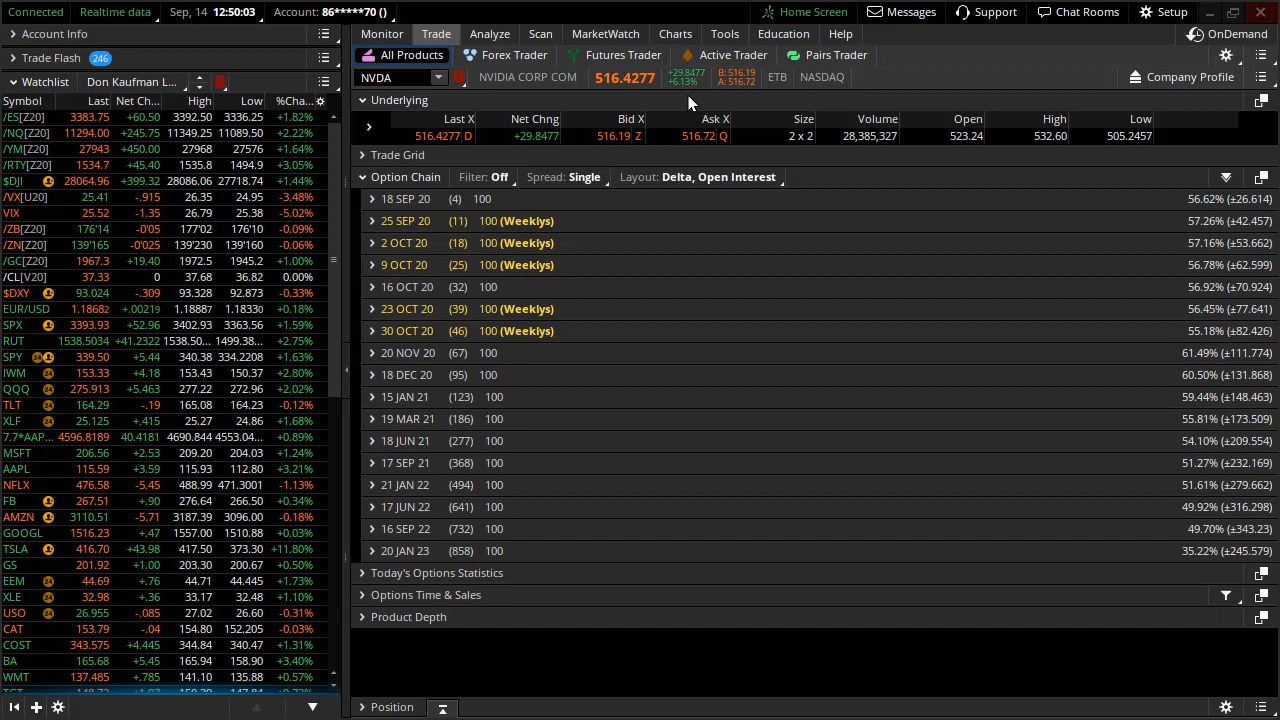 Connected Realtime data Sep, 14 12:50:03 Account: 86*****70 () Home Screen Messages Support Chat Rooms Setup
Account Info
Trade Flash 246
Watchlist Don Kaufman L...
Symbol Last Net Ch... High Low %Cha...
/ES[Z20] 3383.75 +60.50 3392.50 3336.25 +1.82%
/NQ[Z20] 11294.00 +245.75 11349.25 11089.50 +2.22%
/YM[Z20] 27943 +450.00 27968 27576 +1.64%
/RTY[Z20] 1534.7 +45.40 1535.8 1494.9 +3.05%
$DJI 28064.96 +399.32 28086.06 27718.74 +1.44%
/VX[U20] 25.41 -.915 26.35 24.95 -3.48%
VIX 25.52 -1.35 26.79 25.38 -5.02%
/ZB[Z20] 176'14 -0'05 177'02 176'10 -0.09%
/ZN[Z20] 139'165 -0'025 139'230 139'160 -0.06%
/GC[Z20] 1967.3 +19.40 1972.5 1945.2 +1.00%
/CL[V20] 37.33 0 37.68 36.82 0.00%
$DXY 93.024 -.309 93.328 92.873 -0.33%
EUR/USD 1.18682 +.00219 1.18887 1.18330 +0.18%
SPX 3393.93 +52.96 3402.93 3363.56 +1.59%
RUT 1538.5034 +41.2322 1538.50... 1499.38... +2.75%
SPY 24 339.50 +5.44 340.38 334.2208 +1.63%
IWM 24 153.33 +4.18 153.43 150.37 +2.80%
QQQ 24 275.913 +5.463 277.22 272.96 +2.02%
TLT 24 164.29 -.19 165.08 164.23 -0.12%
XLF 24 25.125 +.415 25.27 24.86 +1.68%
7.7*AAP... 4596.8189 40.4181 4690.844 4553.04... +0.89%
MSFT 206.56 +2.53 209.20 204.03 +1.24%
AAPL 115.59 +3.59 115.93 112.80 +3.21%
NFLX 476.58 -5.45 488.99 471.3001 -1.13%
FB 267.51 +.90 276.64 266.50 +0.34%
AMZN 3110.51 -5.71 3187.39 3096.00 -0.18%
GOOGL 1516.23 +.47 1557.00 1510.88 +0.03%
TSLA 416.70 +43.98 417.50 373.30 +11.80%
GS 201.92 +1.00 203.30 200.67 +0.50%
EEM 24 44.69 +.76 44.71 44.445 +1.73%
XLE 24 32.98 +.36 33.17 32.48 +1.10%
USO 24 26.955 -.085 27.02 26.60 -0.31%
CAT 153.79 -.04 154.80 152.205 -0.03%
COST 343.575 +4.445 344.84 340.47 +1.31%
BA 165.68 +5.45 165.94 158.90 +3.40%
WMT 137.485 +.785 141.10 135.88 +0.57%
Monitor Trade Analyze Scan MarketWatch Charts Tools Education Help OnDemand
All Products Forex Trader Futures Trader Active Trader Pairs Trader
NVDA NVIDIA CORP COM 516.4277 +29.8477 +6.13% B: 516.19 A: 516.72 ETB NASDAQ Company Profile
Underlying
Last X Net Chng Bid X Ask X Size Volume Open High Low
516.4277 D +29.8477 516.19 Z 516.72 Q 2 x 2 28,385,327 523.24 532.60 505.2457
Trade Grid
Option Chain Filter: Off Spread: Single Layout: Delta, Open Interest
18 SEP 20 (4) 100 56.62% (±26.614)
25 SEP 20 (11) 100 (Weeklys) 57.26% (±42.457)
2 OCT 20 (18) 100 (Weeklys) 57.16% (±53.662)
9 OCT 20 (25) 100 (Weeklys) 56.78% (±62.599)
16 OCT 20 (32) 100 56.92% (±70.924)
23 OCT 20 (39) 100 (Weeklys) 56.45% (±77.641)
30 OCT 20 (46) 100 (Weeklys) 55.18% (±82.426)
20 NOV 20 (67) 100 61.49% (±111.774)
18 DEC 20 (95) 100 60.50% (±131.868)
15 JAN 21 (123) 100 59.44% (±148.463)
19 MAR 21 (186) 100 55.81% (±173.509)
18 JUN 21 (277) 100 54.10% (±209.554)
17 SEP 21 (368) 100 51.27% (±232.169)
21 JAN 22 (494) 100 51.61% (±279.662)
17 JUN 22 (641) 100 49.92% (±316.298)
16 SEP 22 (732) 100 49.70% (±343.23)
20 JAN 23 (858) 100 35.22% (±245.579)
Today's Options Statistics
Options Time & Sales
Product Depth
Position